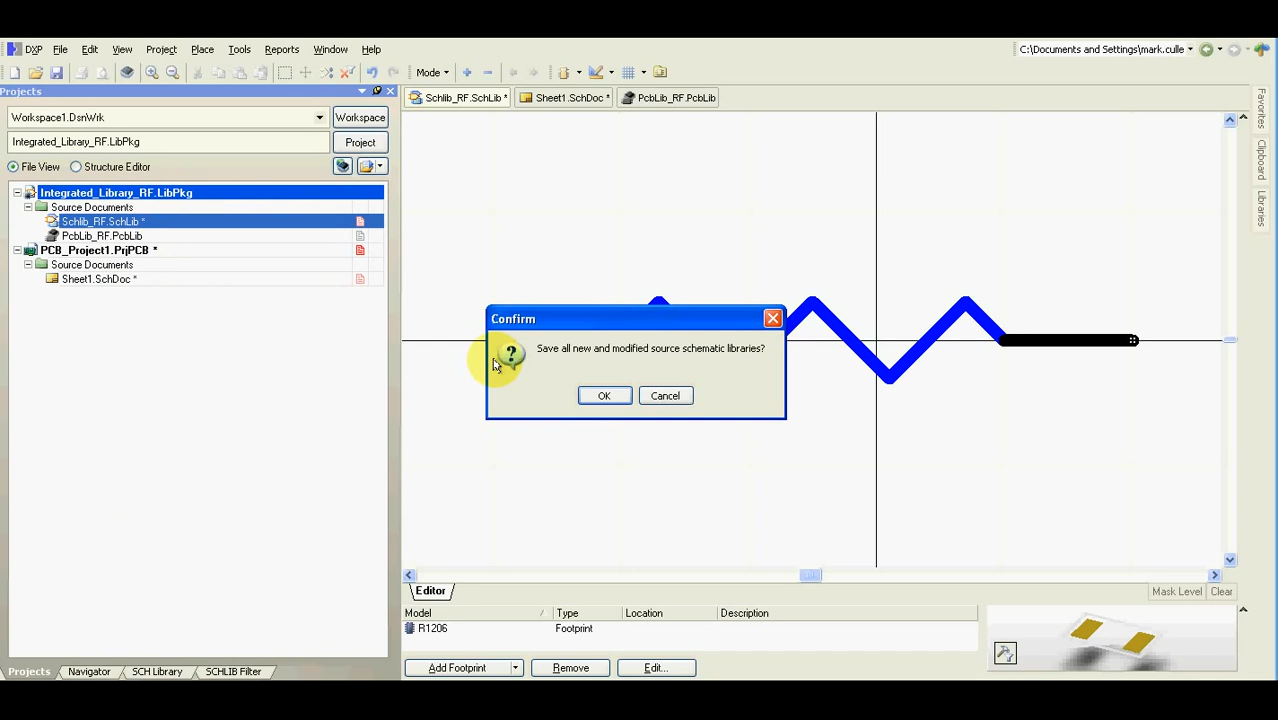 DXP File Edit View Project Place Tools Reports Window Help
C:\Documents and Settings\mark.culle
Mode
Projects
Schlib_RF.SchLib *
Sheet1.SchDoc *
PcbLib_RF.PcbLib
Workspace1.DsnWrk
Workspace
Integrated_Library_RF.LibPkg
Project
File View
Structure Editor
Integrated_Library_RF.LibPkg
Source Documents
Schlib_RF.SchLib *
PcbLib_RF.PcbLib
PCB_Project1.PrjPCB *
Source Documents
Sheet1.SchDoc *
Favorites
Clipboard
Libraries
Confirm
Save all new and modified source schematic libraries?
OK
Cancel
Editor
Mask Level
Clear
Model / Type Location Description
R1206 Footprint
Add Footprint
Remove
Edit...
Projects
Navigator
SCH Library
SCHLIB Filter